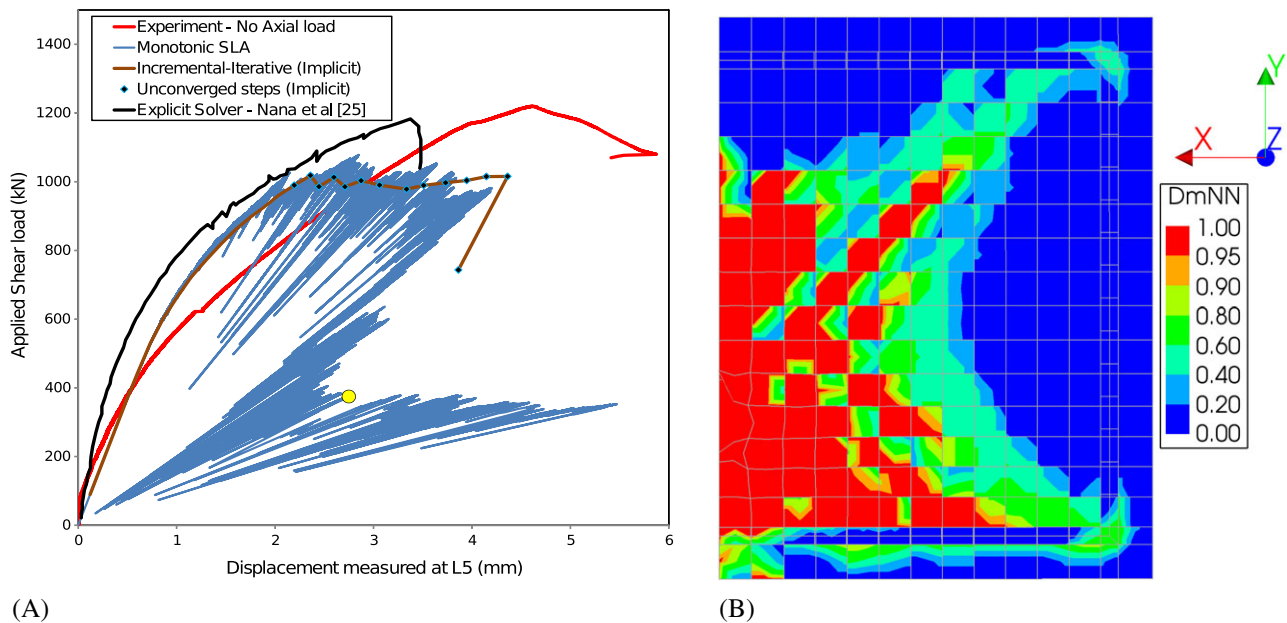 Experiment - No Axial load
Monotonic SLA
Incremental-Iterative (Implicit)
Unconverged steps (Implicit)
Explicit Solver - Nana et al [25]
1400
1200
1000
800
600
400
200
0
Applied Shear load (kN)
0 1 2 3 4 5 6
Displacement measured at L5 (mm)
(A)
Y
X
Z
DmNN
1.00
0.95
0.90
0.80
0.60
0.40
0.20
0.00
(B)